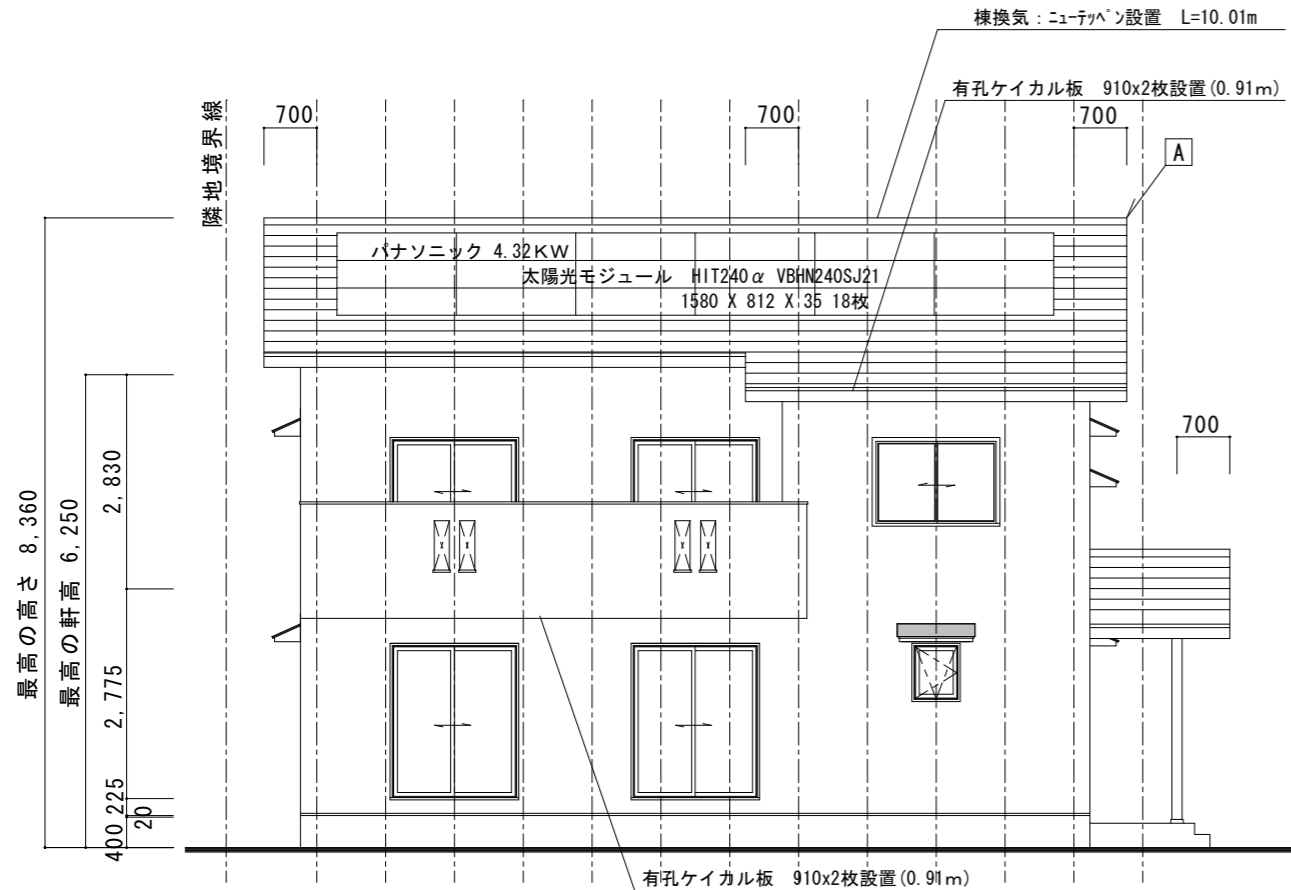 棟換気：ﾆｭｰﾃｯﾍﾟﾝ設置 L=10.01m
有孔ケイカル板 910x2枚設置(0.91m)
隣地境界線
700
700
700
A
パナソニック 4.32KW
太陽光モジュール HIT240α VBHN240SJ21
1580 X 812 X 35 18枚
700
最高の高さ 8,360
最高の軒高 6,250
2,830
2,775
225
20
400
有孔ケイカル板 910x2枚設置(0.91m)